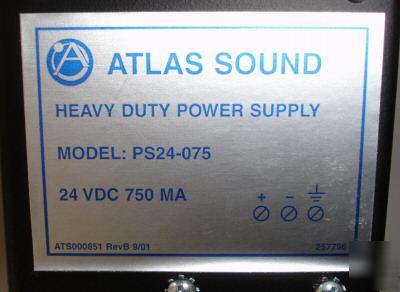 ATLAS SOUND
HEAVY DUTY POWER SUPPLY
MODEL: PS24-075
24 VDC 750 MA
+ −
ATS000851 RevB 9/01
257796